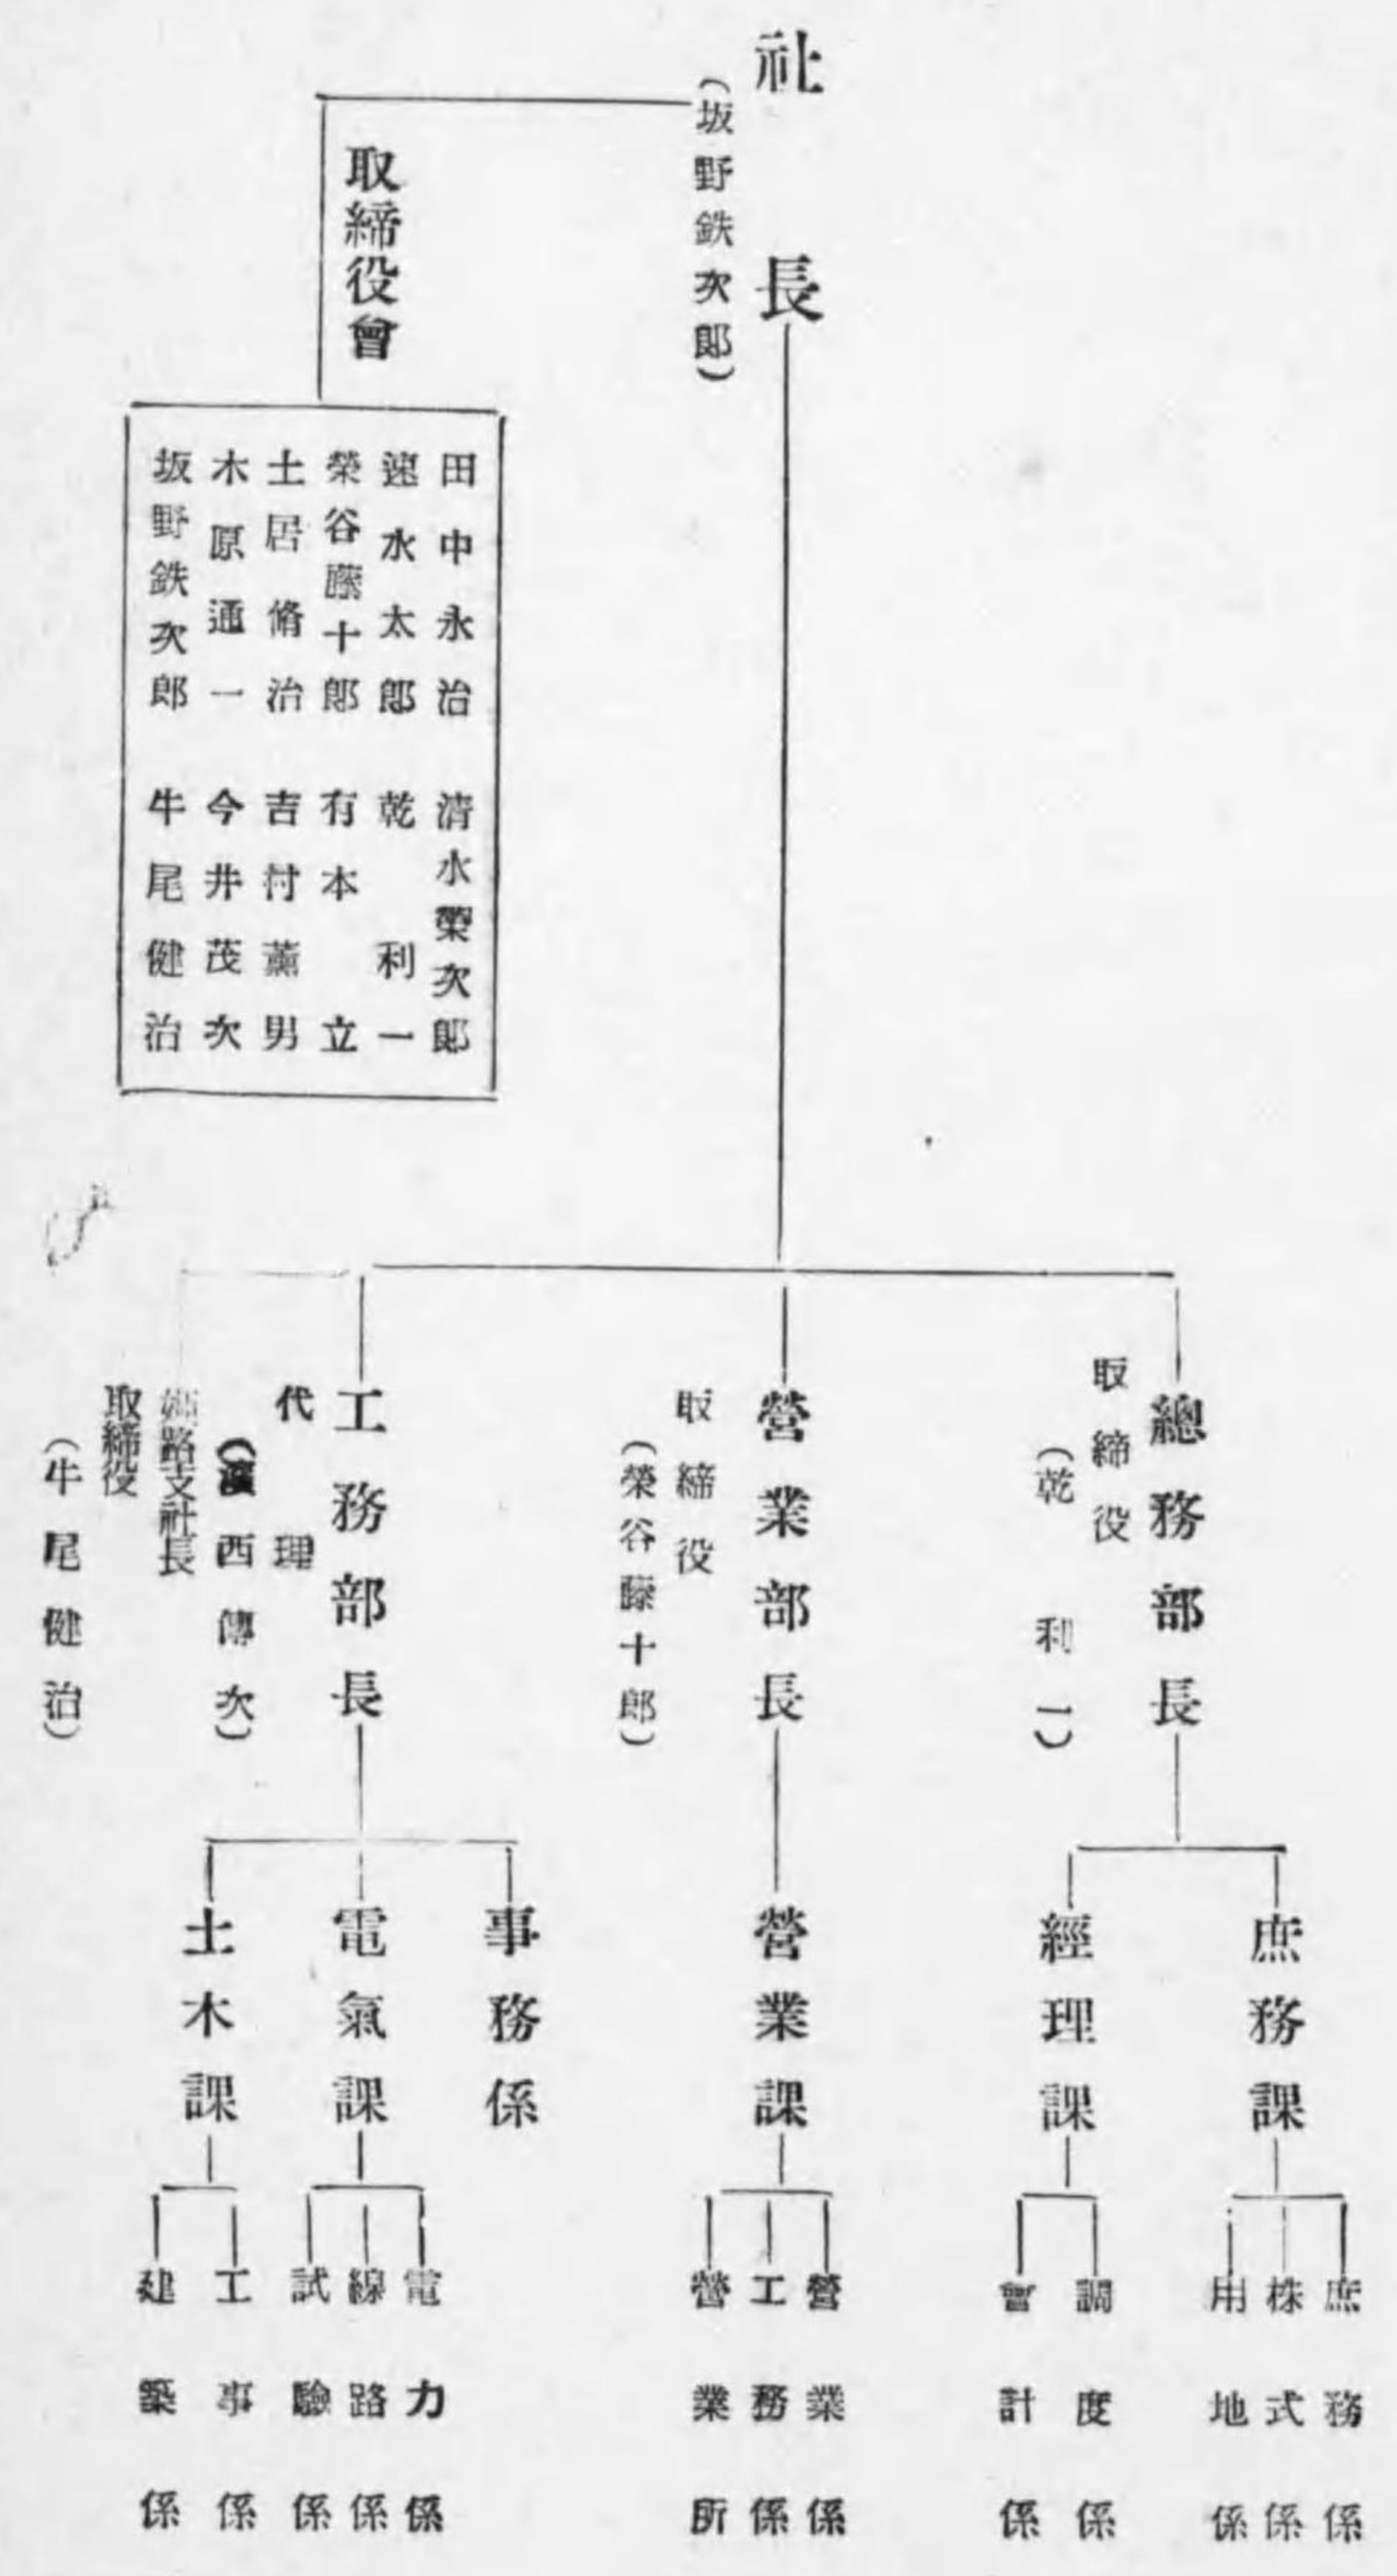 社長
(坂野鉄次郎)
取締役會
田中永治
清水榮次郎
速水太郎
乾利一
榮谷藤十郎
有本立
土居脩治
吉村薫男
木原通一
今井茂次
坂野鉄次郎
牛尾健治
總務部長
取締役
(乾利一)
營業部長
取締役
(榮谷藤十郎)
工務部長
代理
(濱西傳次)
姫路支社長
取締役
(牛尾健治)
庶務課
經理課
營業課
事務係
電氣課
土木課
庶務係
株式係
用地係
調度係
會計係
營業係
工務係
營業所
電力係
線路係
試驗係
工事係
建築係